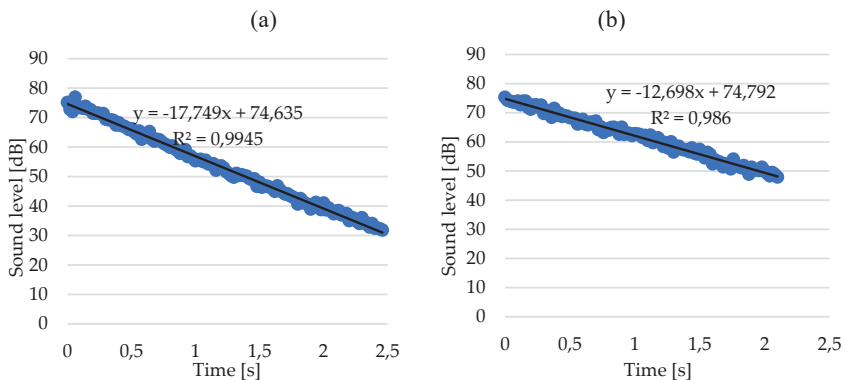 (a)
90
80
70
60
50
40
30
20
10
0
y = -17,749x + 74,635
R² = 0,9945
Sound level [dB]
0 0,5 1 1,5 2 2,5
Time [s]
(b)
90
80
70
60
50
40
30
20
10
0
y = -12,698x + 74,792
R² = 0,986
Sound level [dB]
0 0,5 1 1,5 2 2,5
Time [s]